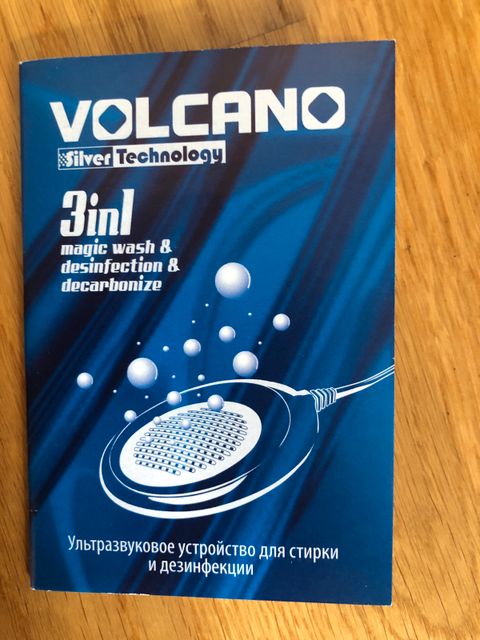 VOLCANO
Silver Technology
3in1
magic wash &
desinfection &
decarbonize
Ультразвуковое устройство для стирки
и дезинфекции